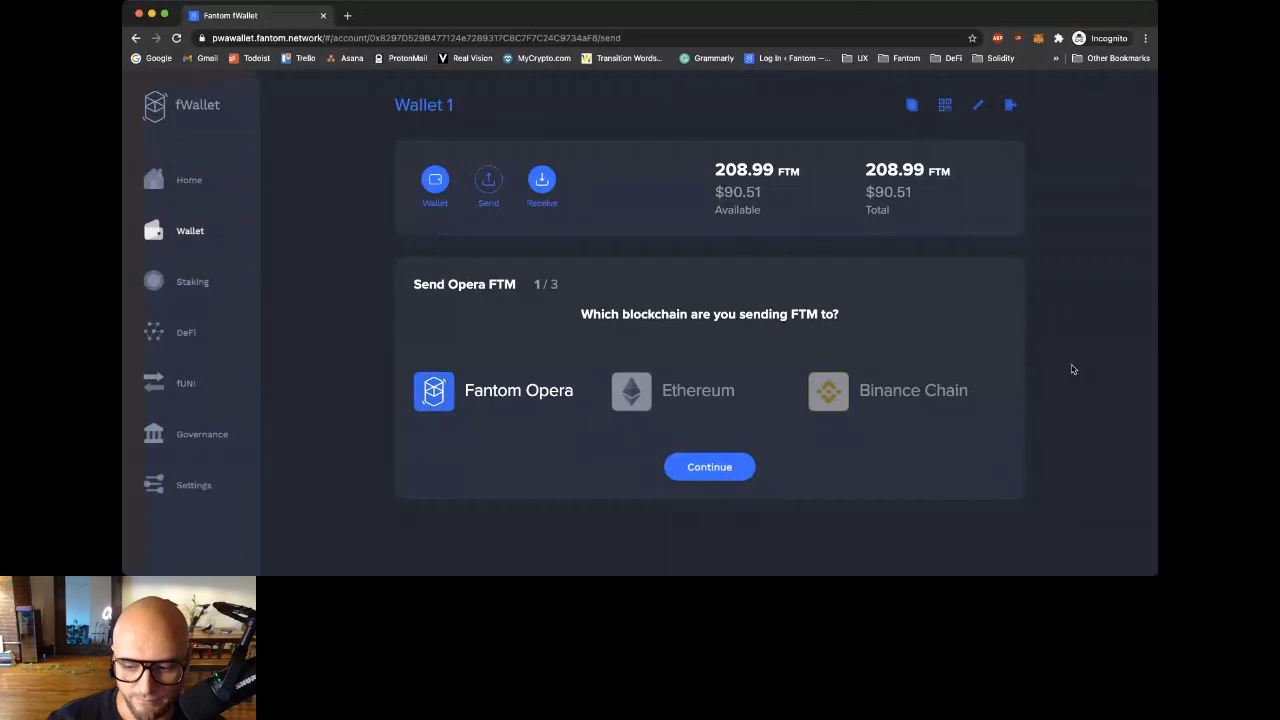 Fantom fWallet
pwawallet.fantom.network/#/account/0x8297D529B477124e7289317C8C7F7C24C9734aF8/send
ABP
Incognito
Google Gmail Todoist Trello Asana ProtonMail Real Vision MyCrypto.com Transition Words... Grammarly Log In ‹ Fantom —... UX Fantom DeFi Solidity » Other Bookmarks
fWallet
Wallet 1
Home
Wallet
Staking
DeFi
fUNI
Governance
Settings
Wallet
Send
Receive
208.99 FTM
$90.51
Available
208.99 FTM
$90.51
Total
Send Opera FTM 1 / 3
Which blockchain are you sending FTM to?
Fantom Opera
Ethereum
Binance Chain
Continue